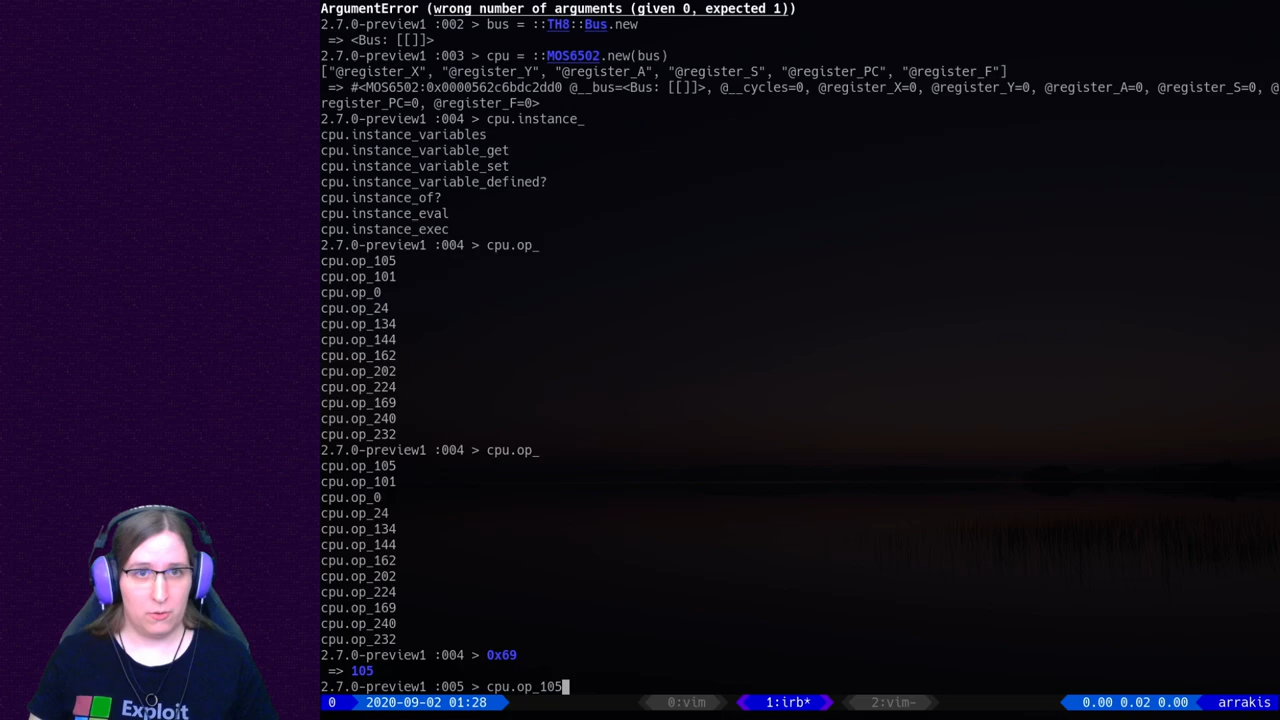 ArgumentError (wrong number of arguments (given 0, expected 1))
2.7.0-preview1 :002 > bus = ::TH8::Bus.new
 => <Bus: [[]]>
2.7.0-preview1 :003 > cpu = ::MOS6502.new(bus)
["@register_X", "@register_Y", "@register_A", "@register_S", "@register_PC", "@register_F"]
 => #<MOS6502:0x0000562c6bdc2dd0 @__bus=<Bus: [[]]>, @__cycles=0, @register_X=0, @register_Y=0, @register_A=0, @register_S=0, @
register_PC=0, @register_F=0>
2.7.0-preview1 :004 > cpu.instance_
cpu.instance_variables
cpu.instance_variable_get
cpu.instance_variable_set
cpu.instance_variable_defined?
cpu.instance_of?
cpu.instance_eval
cpu.instance_exec
2.7.0-preview1 :004 > cpu.op_
cpu.op_105
cpu.op_101
cpu.op_0
cpu.op_24
cpu.op_134
cpu.op_144
cpu.op_162
cpu.op_202
cpu.op_224
cpu.op_169
cpu.op_240
cpu.op_232
2.7.0-preview1 :004 > cpu.op_
cpu.op_105
cpu.op_101
cpu.op_0
cpu.op_24
cpu.op_134
cpu.op_144
cpu.op_162
cpu.op_202
cpu.op_224
cpu.op_169
cpu.op_240
cpu.op_232
2.7.0-preview1 :004 > 0x69
 => 105
2.7.0-preview1 :005 > cpu.op_105
0 2020-09-02 01:28 0:vim 1:irb* 2:vim- 0.00 0.02 0.00 arrakis
Exploit